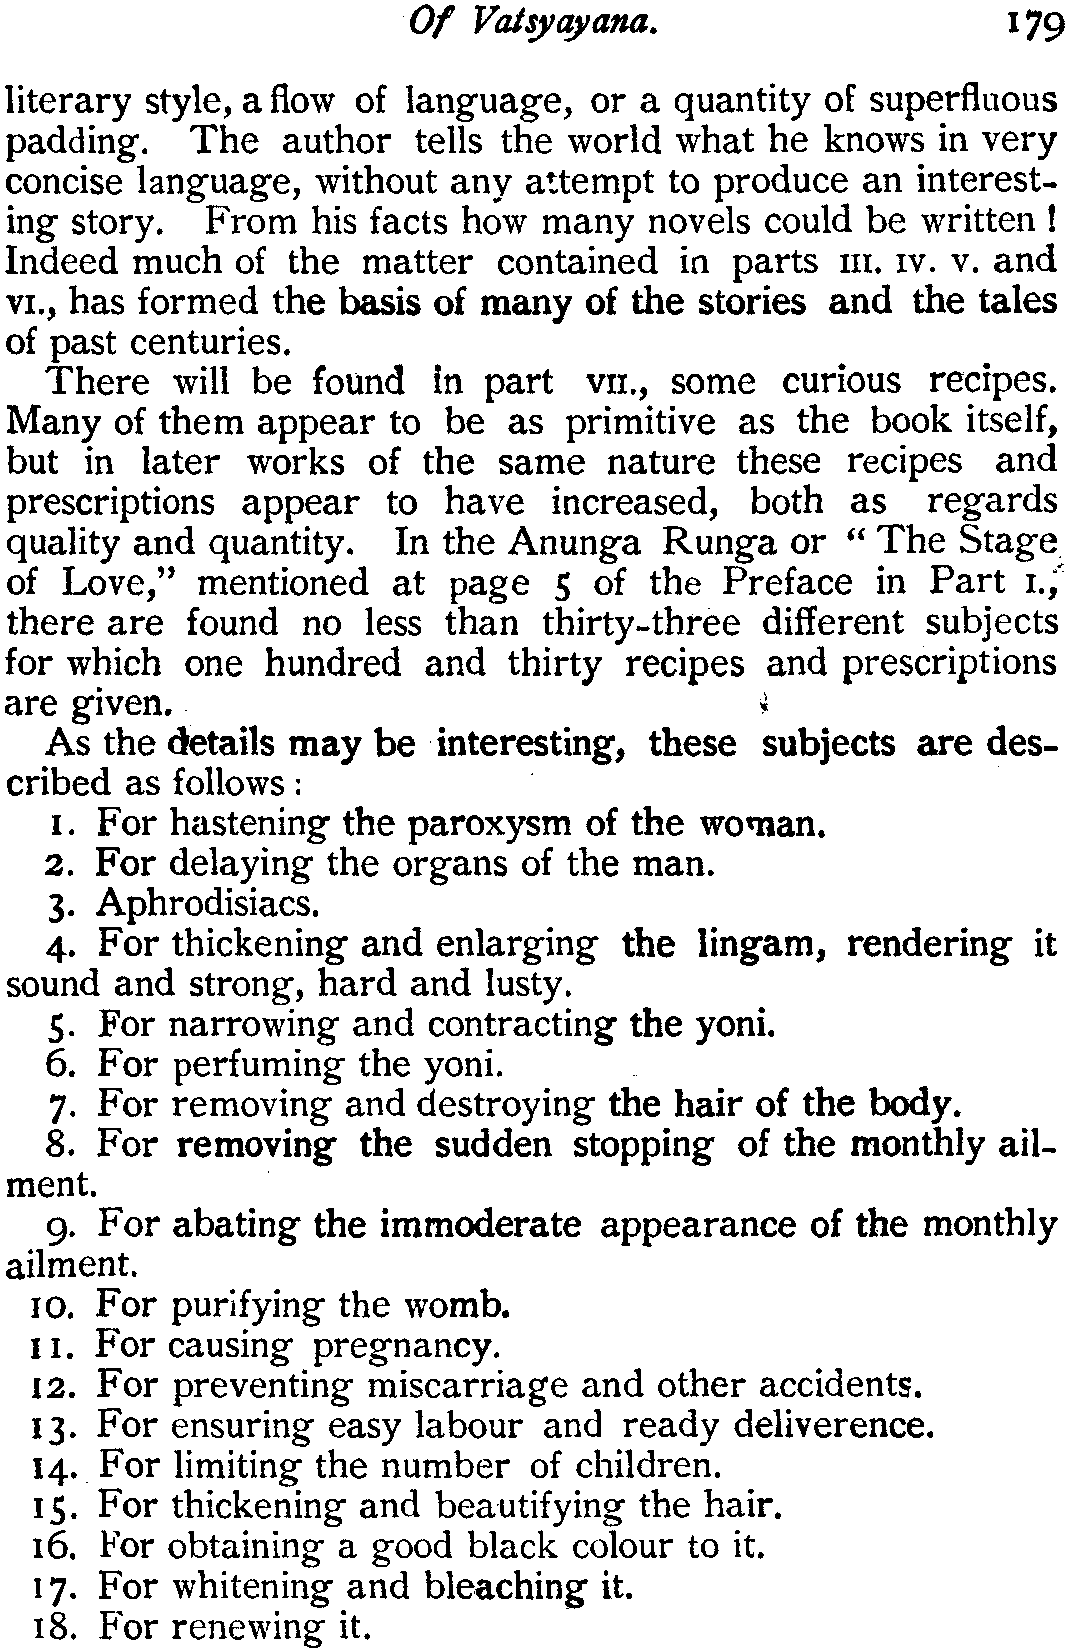 Of Vatsyayana. 179
literary style, a flow of language, or a quantity of superfluous
padding. The author tells the world what he knows in very
concise language, without any attempt to produce an interest-
ing story. From his facts how many novels could be written !
Indeed much of the matter contained in parts III. IV. V. and
VI., has formed the basis of many of the stories and the tales
of past centuries.
There will be found in part VII., some curious recipes.
Many of them appear to be as primitive as the book itself,
but in later works of the same nature these recipes and
prescriptions appear to have increased, both as regards
quality and quantity. In the Anunga Runga or “ The Stage
of Love,” mentioned at page 5 of the Preface in Part I.,
there are found no less than thirty-three different subjects
for which one hundred and thirty recipes and prescriptions
are given.
As the details may be interesting, these subjects are des-
cribed as follows :
1. For hastening the paroxysm of the woman.
2. For delaying the organs of the man.
3. Aphrodisiacs.
4. For thickening and enlarging the lingam, rendering it
sound and strong, hard and lusty.
5. For narrowing and contracting the yoni.
6. For perfuming the yoni.
7. For removing and destroying the hair of the body.
8. For removing the sudden stopping of the monthly ail-
ment.
9. For abating the immoderate appearance of the monthly
ailment.
10. For purifying the womb.
11. For causing pregnancy.
12. For preventing miscarriage and other accidents.
13. For ensuring easy labour and ready deliverence.
14. For limiting the number of children.
15. For thickening and beautifying the hair.
16. For obtaining a good black colour to it.
17. For whitening and bleaching it.
18. For renewing it.